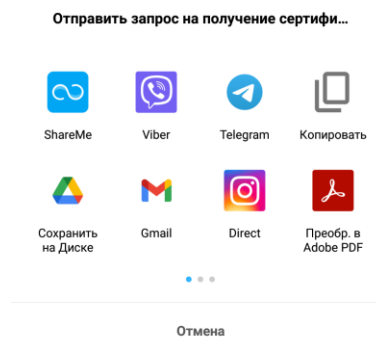 Отправить запрос на получение сертифи...
ShareMe Viber Telegram Копировать
Сохранить на Диске Gmail Direct Преобр. в Adobe PDF
Отмена